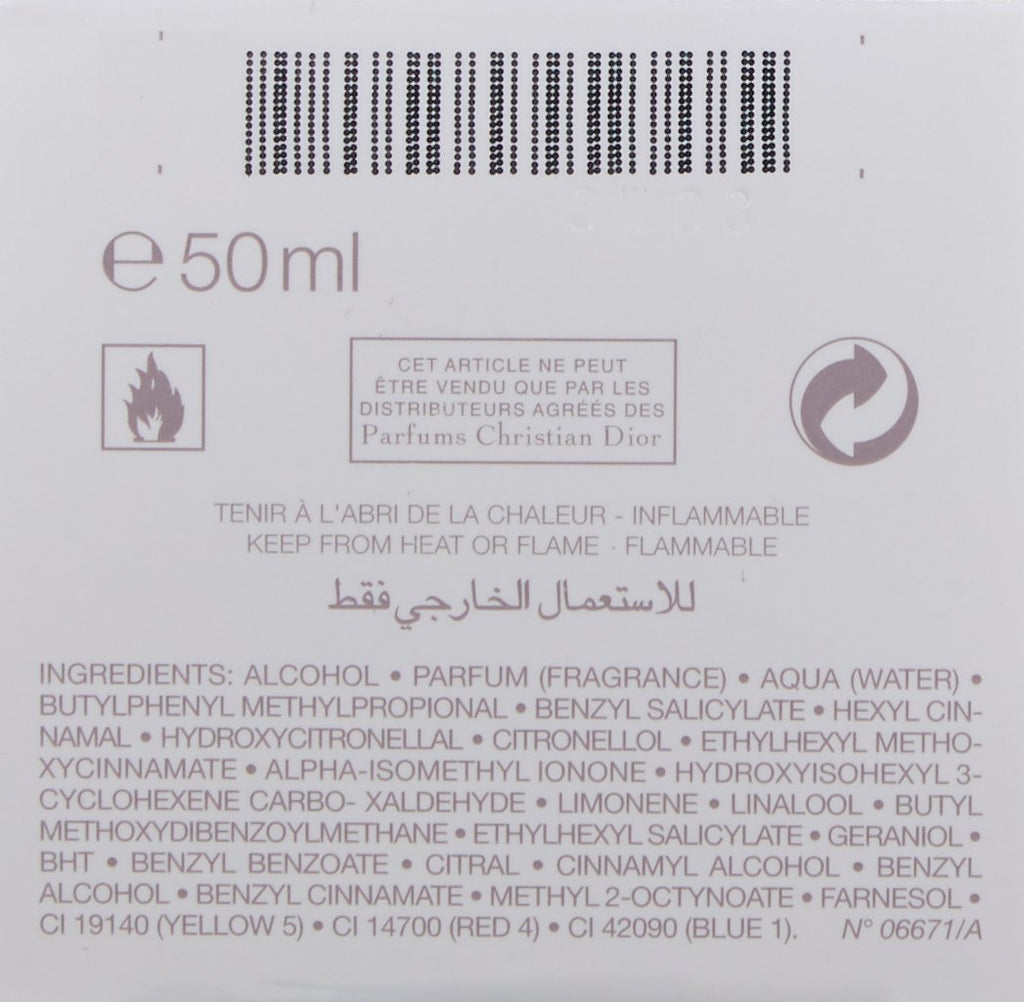 3WC3
e 50 ml
CET ARTICLE NE PEUT
ÊTRE VENDU QUE PAR LES
DISTRIBUTEURS AGRÉÉS DES
Parfums Christian Dior
TENIR À L'ABRI DE LA CHALEUR - INFLAMMABLE
KEEP FROM HEAT OR FLAME - FLAMMABLE
للاستعمال الخارجي فقط
INGREDIENTS: ALCOHOL • PARFUM (FRAGRANCE) • AQUA (WATER) •
BUTYLPHENYL METHYLPROPIONAL • BENZYL SALICYLATE • HEXYL CIN-
NAMAL • HYDROXYCITRONELLAL • CITRONELLOL • ETHYLHEXYL METHO-
XYCINNAMATE • ALPHA-ISOMETHYL IONONE • HYDROXYISOHEXYL 3-
CYCLOHEXENE CARBO- XALDEHYDE • LIMONENE • LINALOOL • BUTYL
METHOXYDIBENZOYLMETHANE • ETHYLHEXYL SALICYLATE • GERANIOL •
BHT • BENZYL BENZOATE • CITRAL • CINNAMYL ALCOHOL • BENZYL
ALCOHOL • BENZYL CINNAMATE • METHYL 2-OCTYNOATE • FARNESOL •
CI 19140 (YELLOW 5) • CI 14700 (RED 4) • CI 42090 (BLUE 1). N° 06671/A